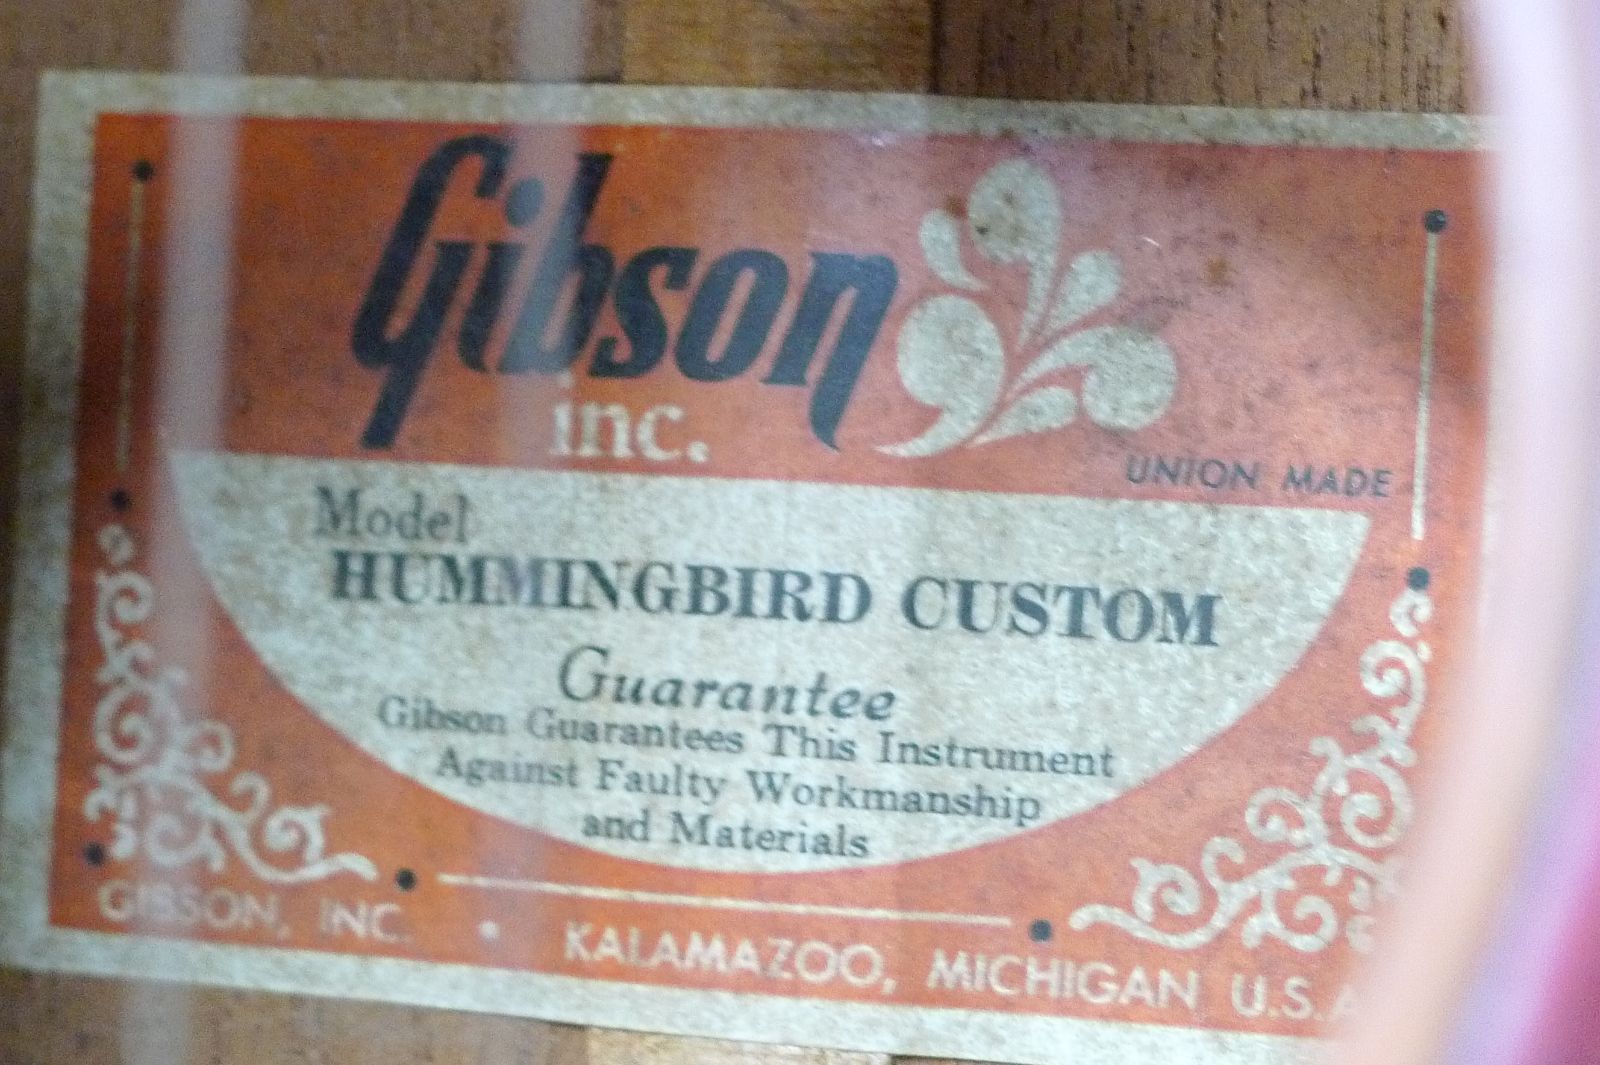 Gibson
inc.
UNION MADE
Model
HUMMINGBIRD CUSTOM
Guarantee
Gibson Guarantees This Instrument
Against Faulty Workmanship
and Materials
GIBSON, INC. • KALAMAZOO, MICHIGAN U.S.A